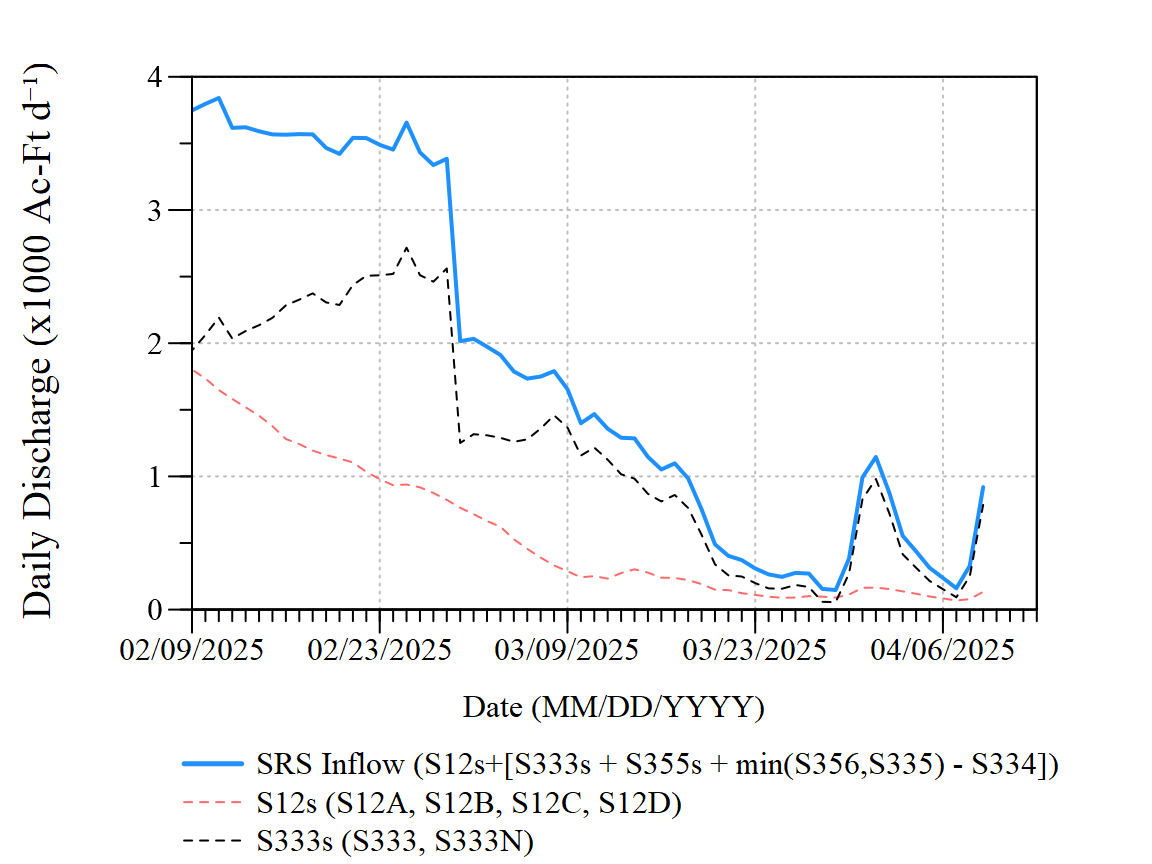 Daily Discharge (x1000 Ac-Ft d⁻¹)
4
3
2
1
0
02/09/2025 02/23/2025 03/09/2025 03/23/2025 04/06/2025
Date (MM/DD/YYYY)
SRS Inflow (S12s+[S333s + S355s + min(S356,S335) - S334])
S12s (S12A, S12B, S12C, S12D)
S333s (S333, S333N)